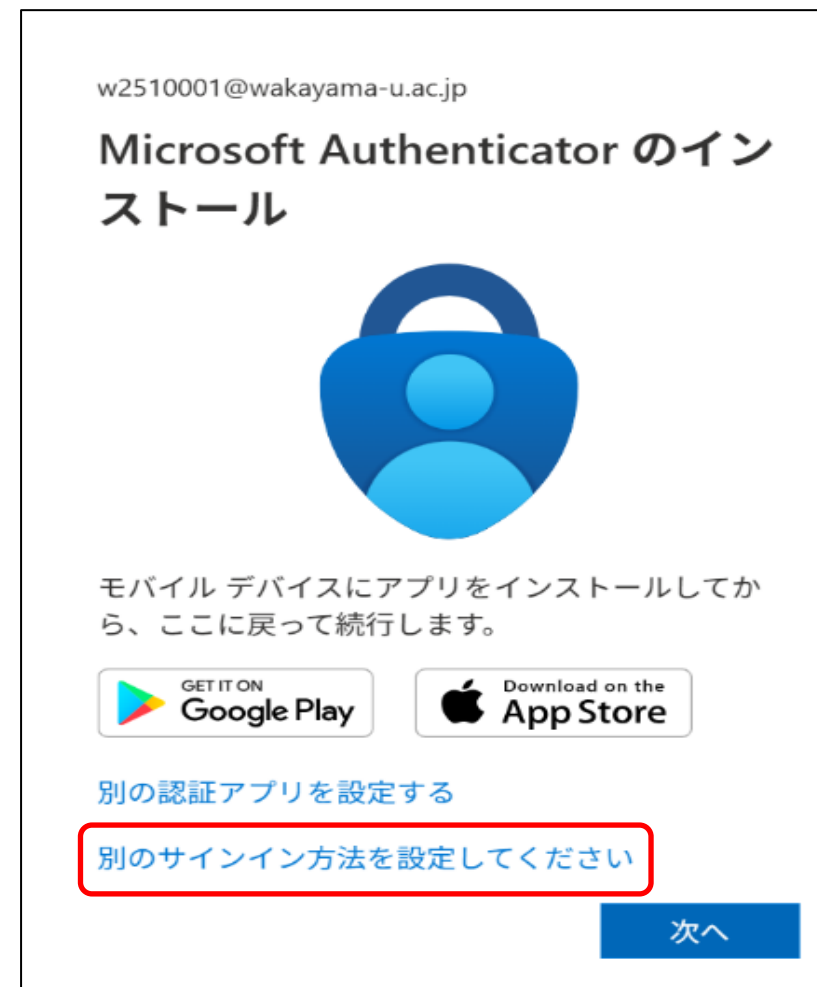 w2510001@wakayama-u.ac.jp
Microsoft Authenticator のイン
ストール
モバイル デバイスにアプリをインストールしてか
ら、ここに戻って続行します。
GET IT ON
Google Play
Download on the
App Store
別の認証アプリを設定する
別のサインイン方法を設定してください
次へ